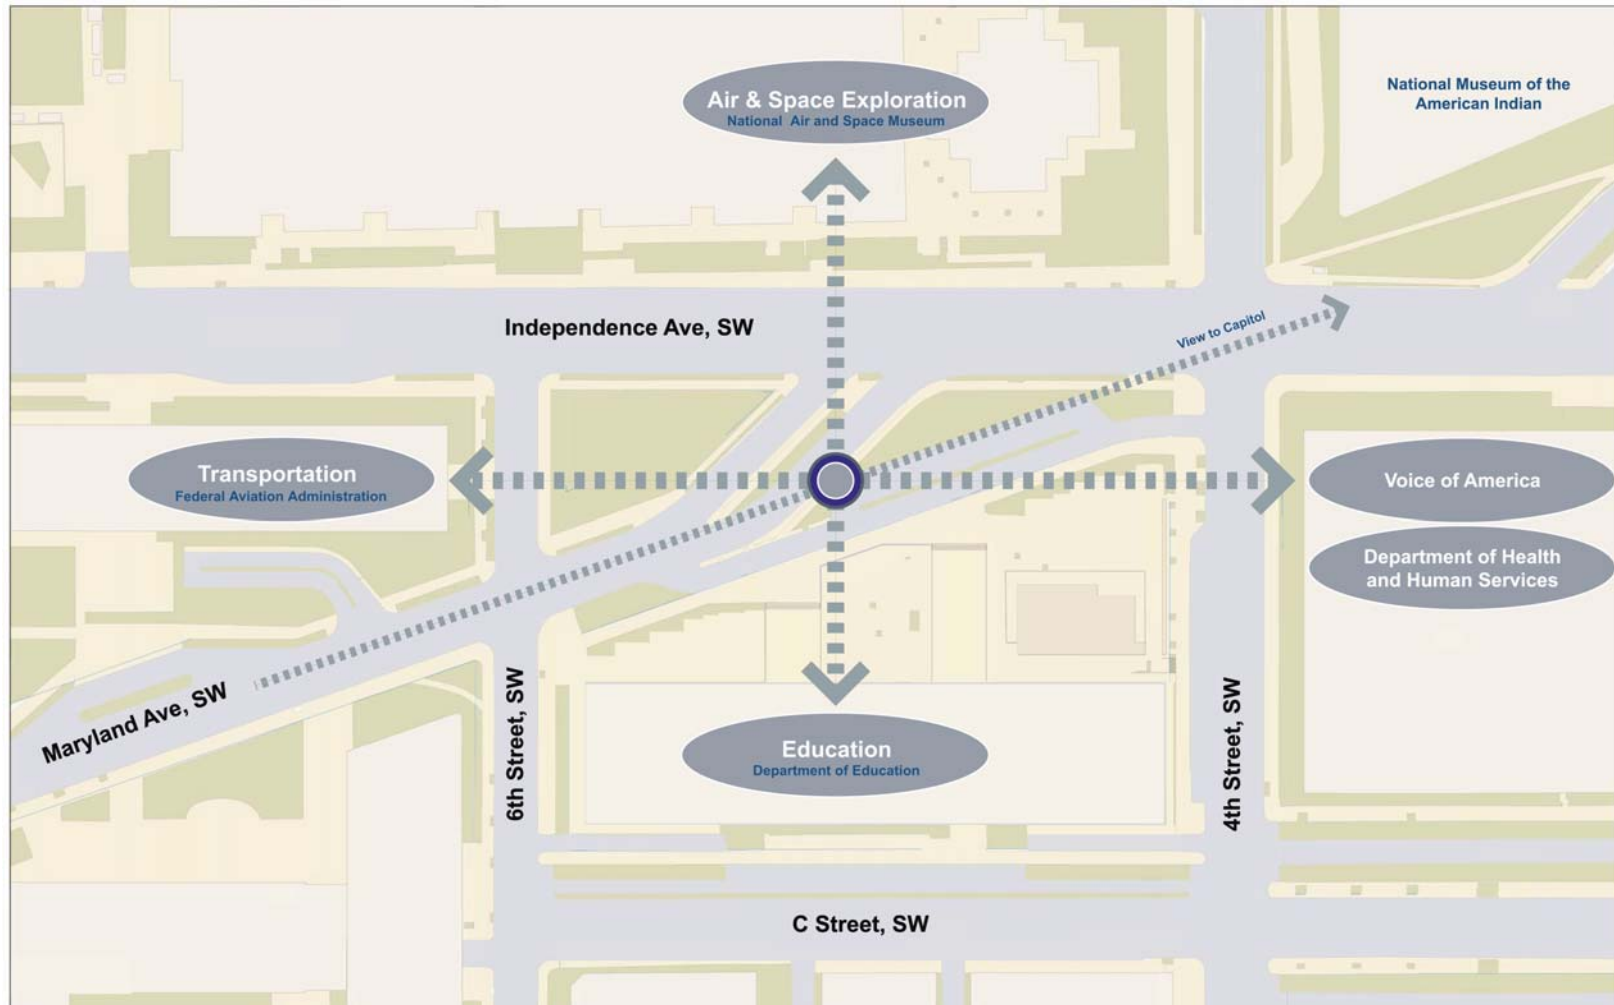 National Museum of the
American Indian
Air & Space Exploration
National Air and Space Museum
Independence Ave, SW
View to Capitol
Transportation
Federal Aviation Administration
Voice of America
Department of Health
and Human Services
Maryland Ave, SW
6th Street, SW
4th Street, SW
Education
Department of Education
C Street, SW